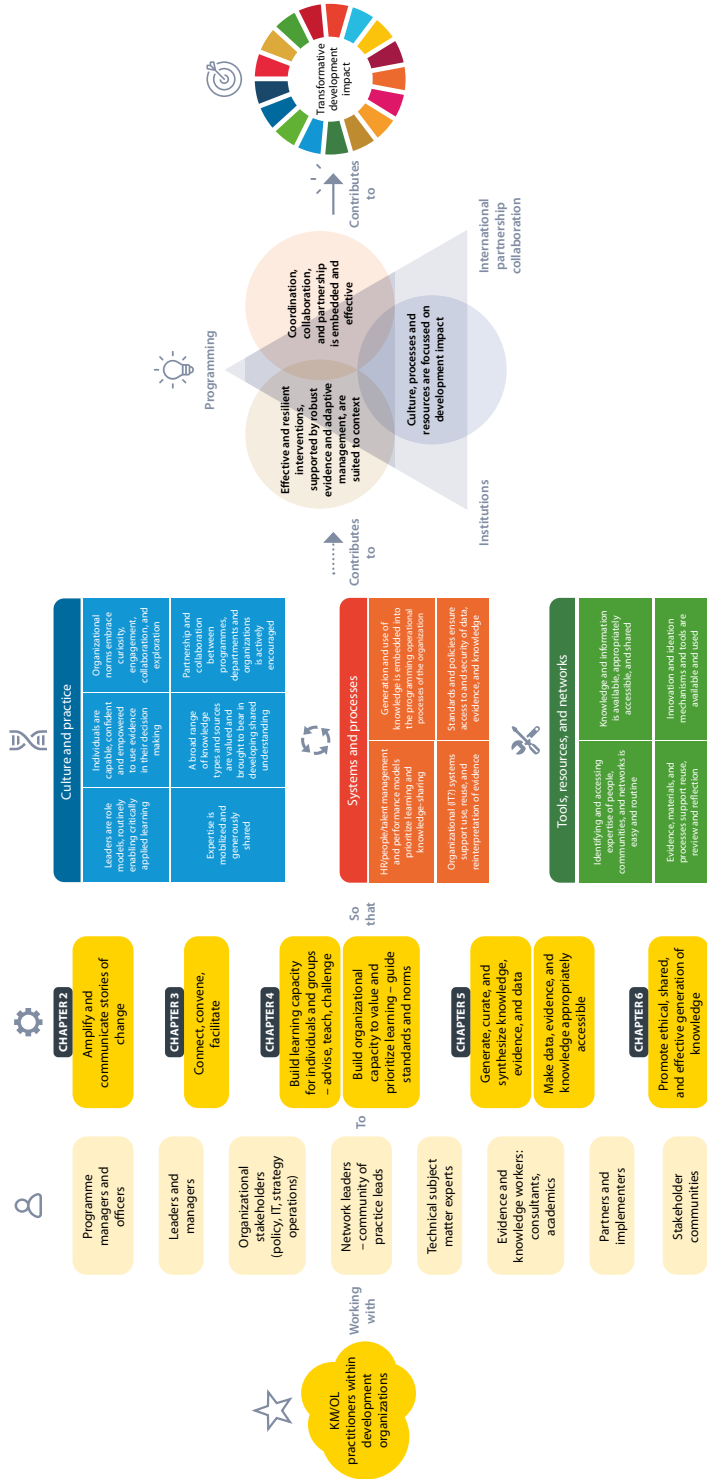 KM/OL
practitioners within
development
organizations
Working
with
Programme
managers and
officers
Leaders and
managers
Organizational
stakeholders
(policy, IT, strategy
operations)
Network leaders
– community of
practice leads
Technical subject
matter experts
Evidence and
knowledge workers:
consultants,
academics
Partners and
implementers
Stakeholder
communities
To
CHAPTER 2
Amplify and
communicate stories of
change
CHAPTER 3
Connect, convene,
facilitate
CHAPTER 4
Build learning capacity
for individuals and groups
– advise, teach, challenge
Build organizational
capacity to value and
prioritize learning – guide
standards and norms
CHAPTER 5
Generate, curate, and
synthesize knowledge,
evidence, and data
Make data, evidence, and
knowledge appropriately
accessible
CHAPTER 6
Promote ethical, shared,
and effective generation of
knowledge
So
that
Culture and practice
Leaders are role
models, routinely
enabling critically
applied learning
Individuals are
capable, confident
and empowered
to use evidence
in their decision
making
Organizational
norms embrace
curiosity,
engagement,
collaboration, and
exploration
Expertise is
mobilized and
generously
shared
A broad range
of knowledge
types and sources
are valued and
brought to bear in
developing shared
understanding
Partnership and
collaboration
between
programmes,
departments and
organizations
is actively
encouraged
Systems and processes
HR/people/talent management
and performance models
prioritize learning and
knowledge-sharing
Generation and use of
knowledge is embedded into
the programming operational
processes of the organization
Organizational (IT?) systems
support use, reuse, and
reinterpretation of evidence
Standards and policies ensure
access to and security of data,
evidence, and knowledge
Tools, resources, and networks
Identifying and accessing
expertise of people,
communities, and networks is
easy and routine
Knowledge and information
is available, appropriately
accessible, and shared
Evidence, materials, and
processes support reuse,
review and reflection
Innovation and ideation
mechanisms and tools are
available and used
Contributes
to
Programming
Institutions
International
partnership
collaboration
Effective and resilient
interventions,
supported by robust
evidence and adaptive
management, are
suited to context
Coordination,
collaboration,
and partnership
is embedded and
effective
Culture, processes and
resources are focussed on
development impact
Contributes
to
Transformative
development
impact